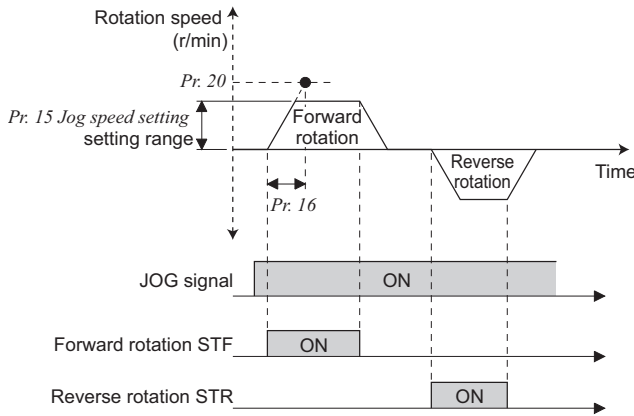 Rotation speed
(r/min)
Pr. 20
Pr. 15 Jog speed setting
setting range
Forward
rotation
Reverse
rotation
Time
Pr. 16
JOG signal
ON
Forward rotation STF
ON
Reverse rotation STR
ON